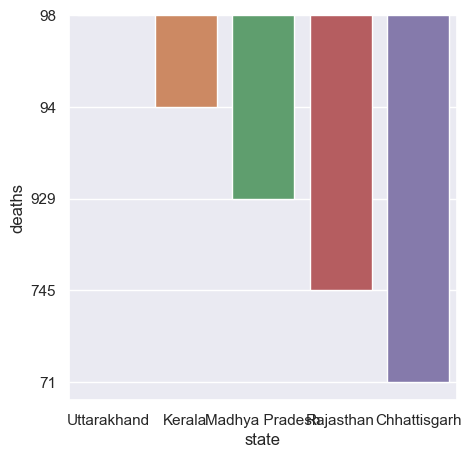 98
94
929
745
71
deaths
Uttarakhand
Kerala
Madhya Pradesh
Rajasthan
Chhattisgarh
state